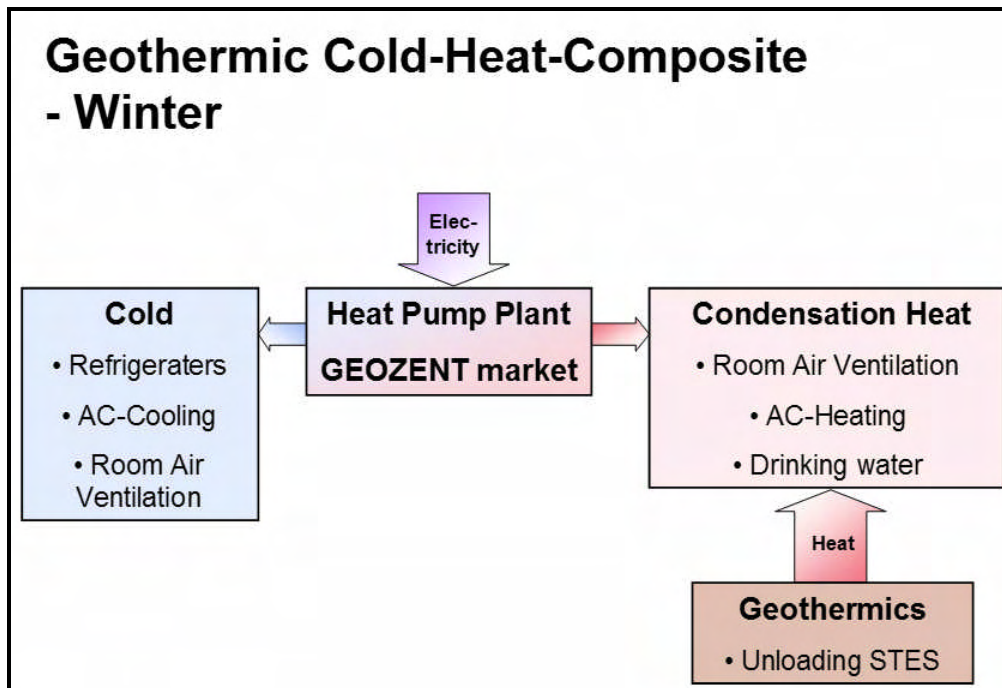 Geothermic Cold-Heat-Composite
- Winter
Elec-
tricity
Cold
• Refrigeraters
• AC-Cooling
• Room Air
Ventilation
Heat Pump Plant
GEOZENT market
Condensation Heat
• Room Air Ventilation
• AC-Heating
• Drinking water
Heat
Geothermics
• Unloading STES